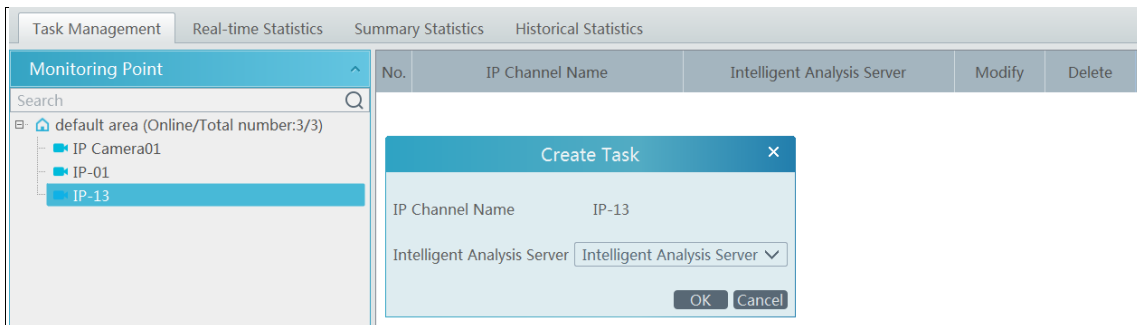 Task Management Real-time Statistics Summary Statistics Historical Statistics
Monitoring Point
No. IP Channel Name Intelligent Analysis Server Modify Delete
Search
default area (Online/Total number:3/3)
IP Camera01
IP-01
IP-13
Create Task
IP Channel Name IP-13
Intelligent Analysis Server Intelligent Analysis Server
OK Cancel